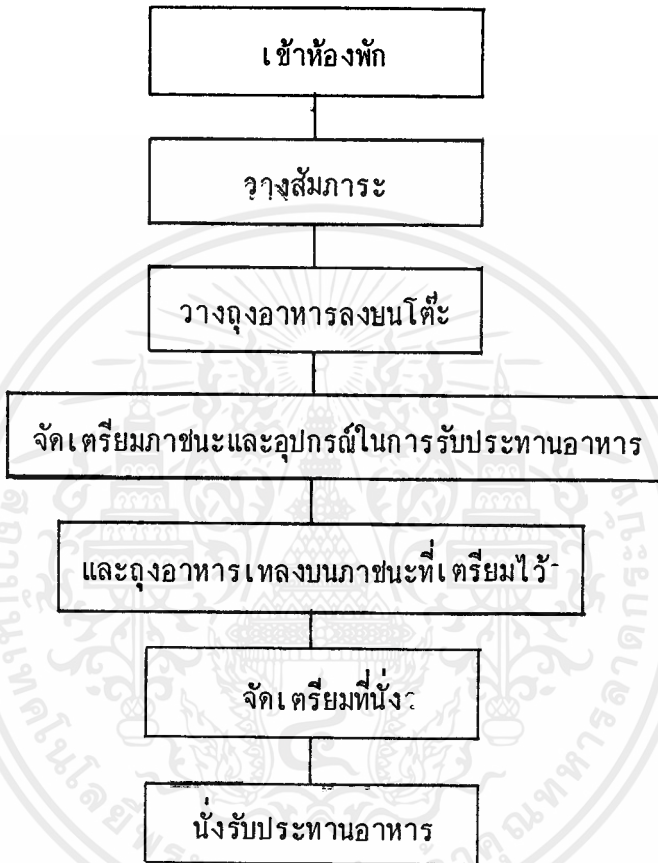 เข้าห้องพัก
วางสัมภาระ
วางถุงอาหารลงบนโต๊ะ
จัดเตรียมภาชนะและอุปกรณ์ในการรับประทานอาหาร
และถุงอาหารเทลงบนภาชนะที่เตรียมไว้
จัดเตรียมที่นั่ง
นั่งรับประทานอาหาร